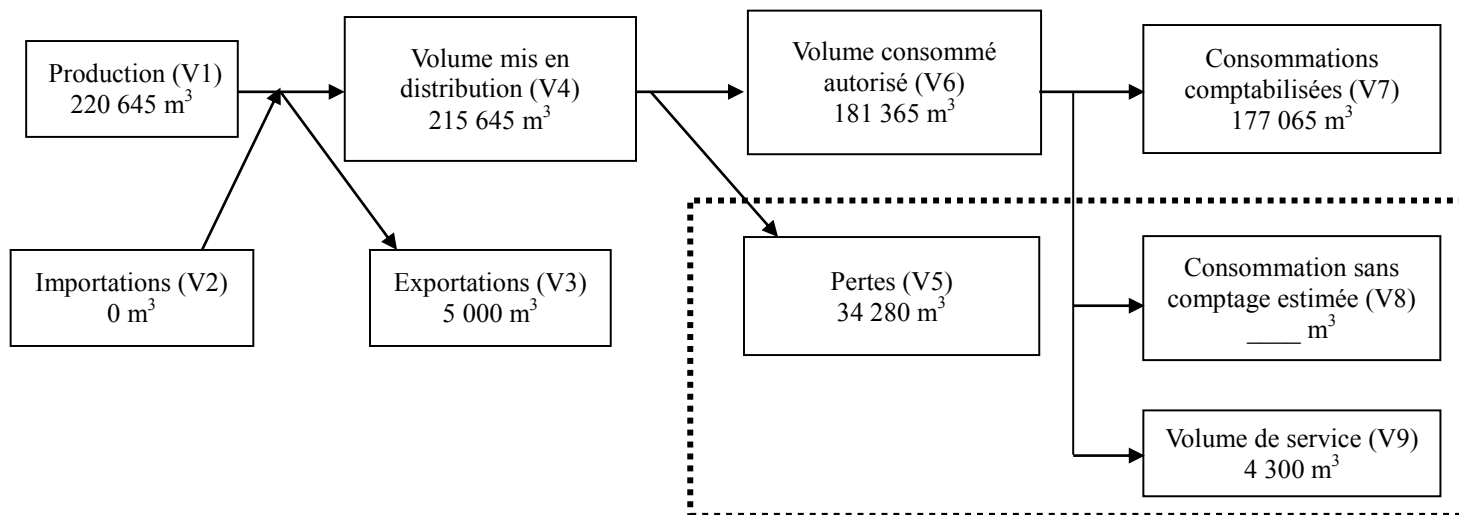 Production (V1)
220 645 m³
Volume mis en
distribution (V4)
215 645 m³
Volume consommé
autorisé (V6)
181 365 m³
Consommations
comptabilisées (V7)
177 065 m³
Importations (V2)
0 m³
Exportations (V3)
5 000 m³
Pertes (V5)
34 280 m³
Consommation sans
comptage estimée (V8)
____ m³
Volume de service (V9)
4 300 m³